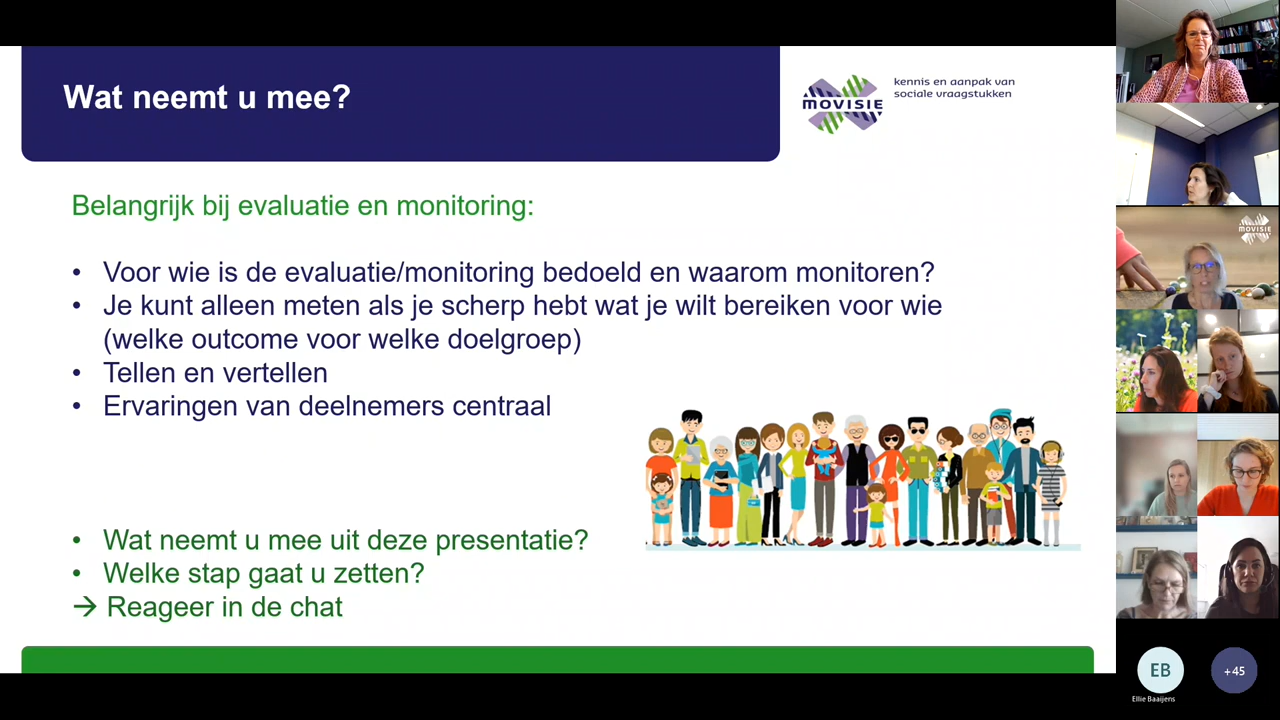 Wat neemt u mee?
MOVISIE
kennis en aanpak van
sociale vraagstukken
Belangrijk bij evaluatie en monitoring:
• Voor wie is de evaluatie/monitoring bedoeld en waarom monitoren?
• Je kunt alleen meten als je scherp hebt wat je wilt bereiken voor wie
(welke outcome voor welke doelgroep)
• Tellen en vertellen
• Ervaringen van deelnemers centraal
• Wat neemt u mee uit deze presentatie?
• Welke stap gaat u zetten?
→ Reageer in de chat
MOVISIE
EB
Ellie Baaijens
+45